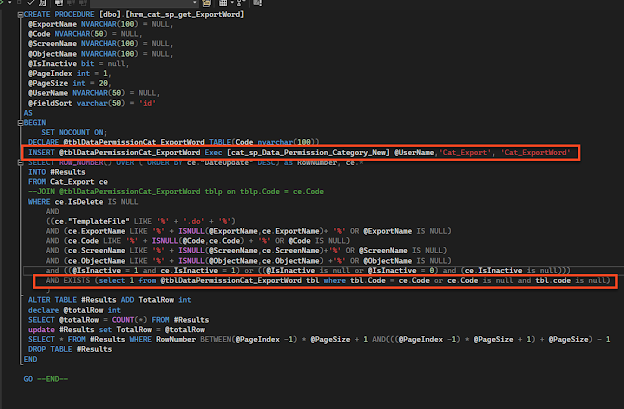 CREATE PROCEDURE [dbo].[hrm_cat_sp_get_ExportWord]
@ExportName NVARCHAR(100) = NULL,
@Code NVARCHAR(50) = NULL,
@ScreenName NVARCHAR(100) = NULL,
@ObjectName NVARCHAR(100) = NULL,
@IsInactive bit = null,
@PageIndex int = 1,
@PageSize int = 20,
@UserName NVARCHAR(50) = NULL,
@fieldSort varchar(50) = 'id'
AS
BEGIN
SET NOCOUNT ON;
DECLARE @tblDataPermissionCat_ExportWord TABLE(Code nvarchar(100))
INSERT @tblDataPermissionCat_ExportWord Exec [cat_sp_Data_Permission_Category_New] @UserName,'Cat_Export', 'Cat_ExportWord'
SELECT ROW_NUMBER() OVER ( ORDER BY ce."DateUpdate" DESC) as RowNumber, ce.*
INTO #Results
FROM Cat_Export ce
--JOIN @tblDataPermissionCat_ExportWord tblp on tblp.Code = ce.Code
WHERE ce.IsDelete IS NULL
AND
((ce."TemplateFile" LIKE '%' + '.do' + '%')
AND (ce.ExportName LIKE '%' + ISNULL(@ExportName,ce.ExportName)+ '%' OR @ExportName IS NULL)
AND (ce.Code LIKE '%' + ISNULL(@Code,ce.Code) + '%' OR @Code IS NULL)
AND (ce.ScreenName LIKE '%' + ISNULL(@ScreenName,ce.ScreenName)+'%' OR @ScreenName IS NULL)
AND (ce.ObjectName LIKE '%' + ISNULL(@ObjectName,ce.ObjectName) +'%' OR @ObjectName IS NULL)
and ((@IsInactive = 1 and ce.IsInactive = 1) or ((@IsInactive is null or @IsInactive = 0) and (ce.IsInactive is null)))
AND EXISTS (select 1 from @tblDataPermissionCat_ExportWord tbl where tbl.Code = ce.Code or ce.Code is null and tbl.code is null)
)
ALTER TABLE #Results ADD TotalRow int
declare @totalRow int
SELECT @totalRow = COUNT(*) FROM #Results
update #Results set TotalRow = @totalRow
SELECT * FROM #Results WHERE RowNumber BETWEEN(@PageIndex -1) * @PageSize + 1 AND(((@PageIndex -1) * @PageSize + 1) + @PageSize) - 1
DROP TABLE #Results
END
GO --END--